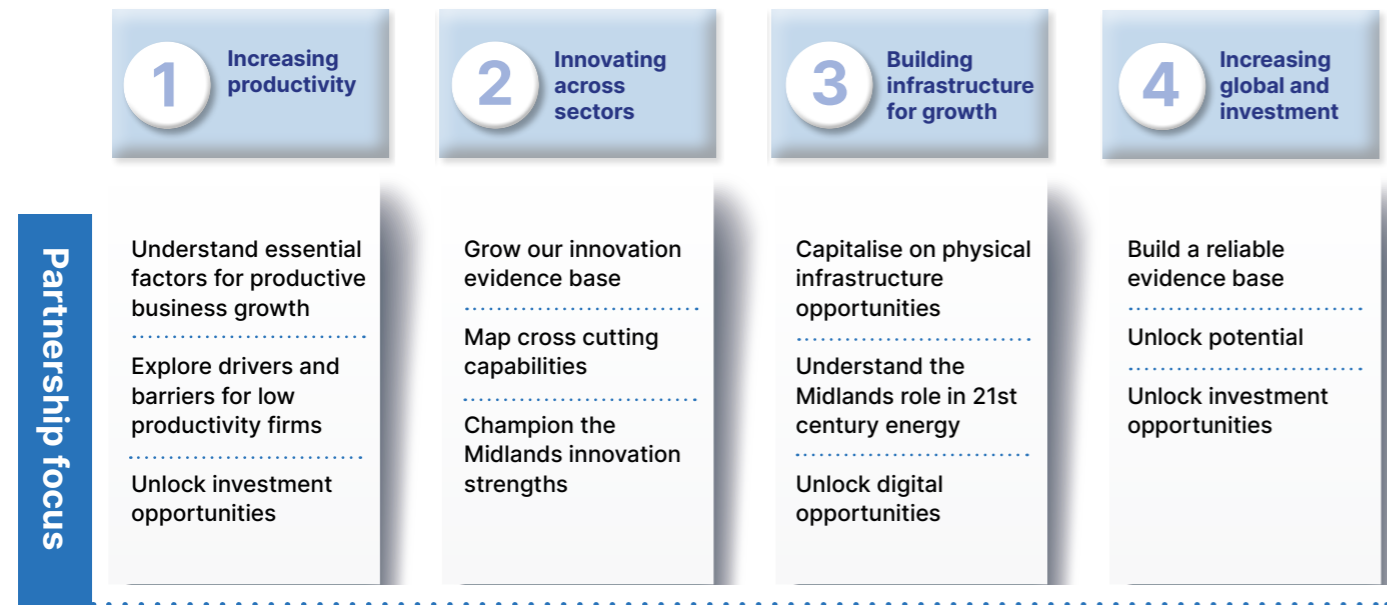 1
Increasing
productivity
2
Innovating
across
sectors
3
Building
infrastructure
for growth
4
Increasing
global and
investment
Partnership focus
Understand essential
factors for productive
business growth
Explore drivers and
barriers for low
productivity firms
Unlock investment
opportunities
Grow our innovation
evidence base
Map cross cutting
capabilities
Champion the
Midlands innovation
strengths
Capitalise on physical
infrastructure
opportunities
Understand the
Midlands role in 21st
century energy
Unlock digital
opportunities
Build a reliable
evidence base
Unlock potential
Unlock investment
opportunities